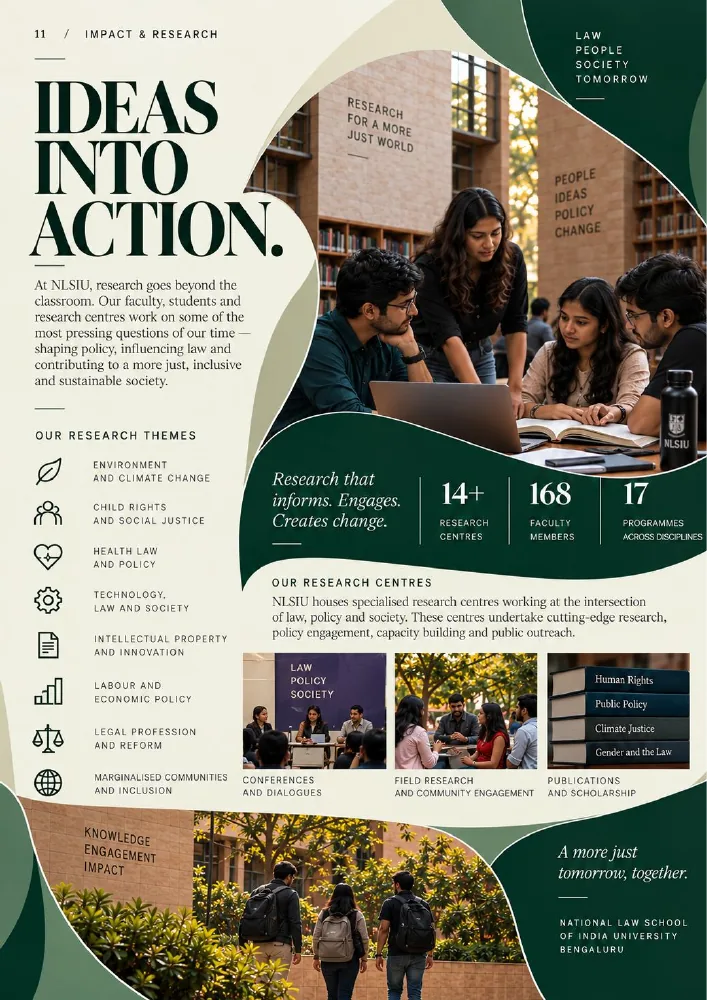 11 / IMPACT & RESEARCH
LAW
PEOPLE
SOCIETY
TOMORROW
IDEAS
INTO
ACTION.
RESEARCH
FOR A MORE
JUST WORLD
PEOPLE
IDEAS
POLICY
CHANGE
NLSIU
At NLSIU, research goes beyond the
classroom. Our faculty, students and
research centres work on some of the
most pressing questions of our time —
shaping policy, influencing law and
contributing to a more just, inclusive
and sustainable society.
OUR RESEARCH THEMES
ENVIRONMENT
AND CLIMATE CHANGE
CHILD RIGHTS
AND SOCIAL JUSTICE
HEALTH LAW
AND POLICY
TECHNOLOGY,
LAW AND SOCIETY
INTELLECTUAL PROPERTY
AND INNOVATION
LABOUR AND
ECONOMIC POLICY
LEGAL PROFESSION
AND REFORM
MARGINALISED COMMUNITIES
AND INCLUSION
Research that
informs. Engages.
Creates change.
14+
RESEARCH
CENTRES
168
FACULTY
MEMBERS
17
PROGRAMMES
ACROSS DISCIPLINES
OUR RESEARCH CENTRES
NLSIU houses specialised research centres working at the intersection
of law, policy and society. These centres undertake cutting-edge research,
policy engagement, capacity building and public outreach.
LAW
POLICY
SOCIETY
CONFERENCES
AND DIALOGUES
FIELD RESEARCH
AND COMMUNITY ENGAGEMENT
Human Rights
Public Policy
Climate Justice
Gender and the Law
PUBLICATIONS
AND SCHOLARSHIP
KNOWLEDGE
ENGAGEMENT
IMPACT
A more just
tomorrow, together.
NATIONAL LAW SCHOOL
OF INDIA UNIVERSITY
BENGALURU